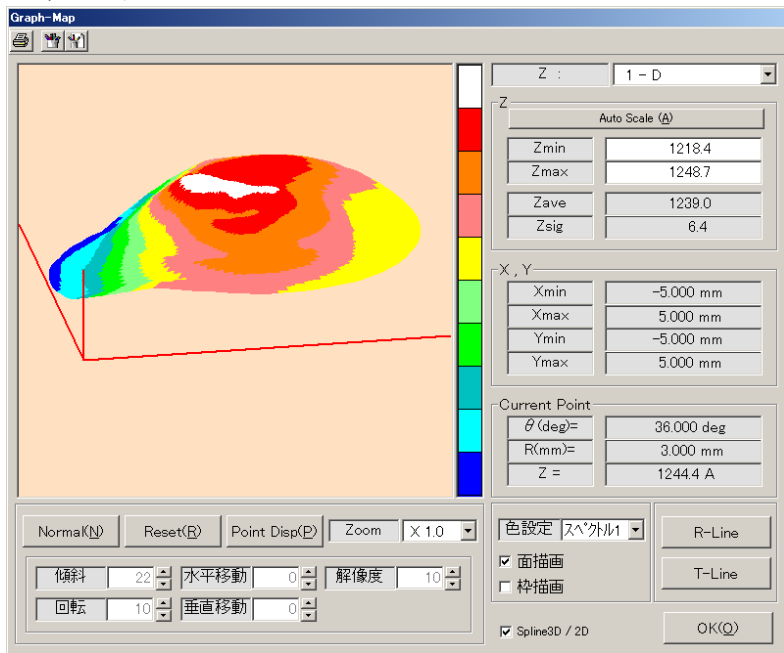 Graph-Map
Z : 1 - D
Z
Auto Scale (A)
Zmin 1218.4
Zmax 1248.7
Zave 1239.0
Zsig 6.4
X , Y
Xmin -5.000 mm
Xmax 5.000 mm
Ymin -5.000 mm
Ymax 5.000 mm
Current Point
θ(deg)= 36.000 deg
R(mm)= 3.000 mm
Z = 1244.4 A
Normal(N) Reset(R) Point Disp(P) Zoom X 1.0
傾斜 22 水平移動 0 解像度 10
回転 10 垂直移動 0
色設定 スペクトル1
面描画
枠描画
R-Line
T-Line
Spline3D / 2D
OK(O)